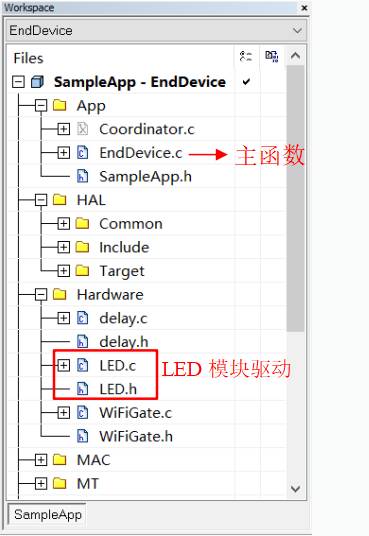 Workspace
EndDevice
Files
SampleApp - EndDevice
App
Coordinator.c
EndDevice.c 主函数
SampleApp.h
HAL
Common
Include
Target
Hardware
delay.c
delay.h
LED.c LED 模块驱动
LED.h
WiFiGate.c
WiFiGate.h
MAC
MT
SampleApp